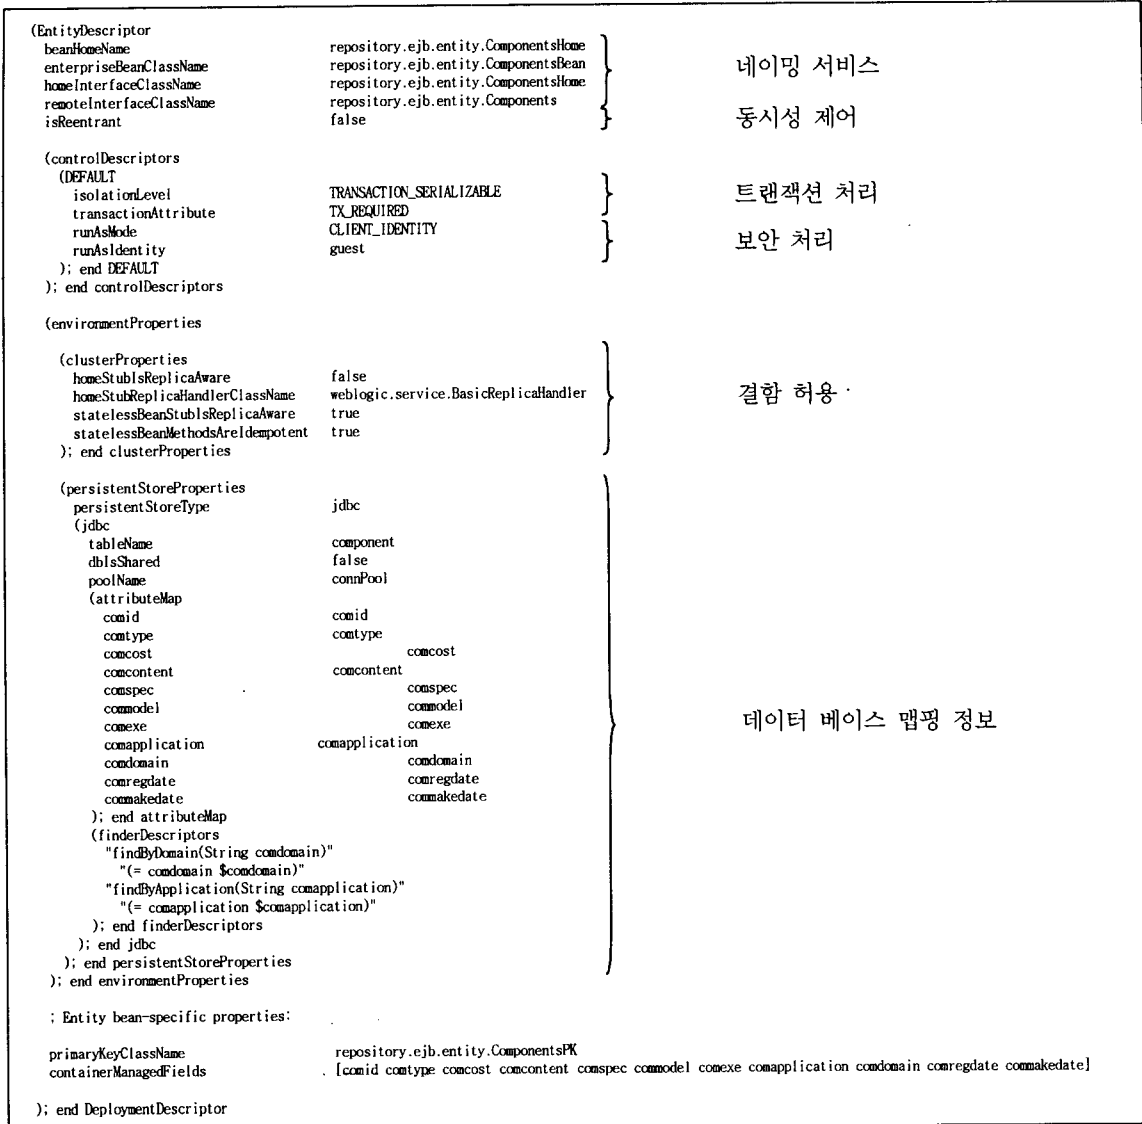 (EntityDescriptor
beanHomeName repository.ejb.entity.ComponentsHome
enterpriseBeanClassName repository.ejb.entity.ComponentsBean
homeInterfaceClassName repository.ejb.entity.ComponentsHome
remoteInterfaceClassName repository.ejb.entity.Components
네이밍 서비스
isReentrant false
동시성 제어
(controlDescriptors
(DEFAULT
isolationLevel TRANSACTION_SERIALIZABLE
transactionAttribute TX_REQUIRED
트랜잭션 처리
runAsMode CLIENT_IDENTITY
runAsIdentity guest
보안 처리
); end DEFAULT
); end controlDescriptors
(environmentProperties
(clusterProperties
homeStubIsReplicaAware false
homeStubReplicaHandlerClassName weblogic.service.BasicReplicaHandler
statelessBeanStubIsReplicaAware true
statelessBeanMethodsAreIdempotent true
); end clusterProperties
결함 허용
(persistentStoreProperties
persistentStoreType jdbc
(jdbc
tableName component
dbIsShared false
poolName connPool
(attributeMap
comid comid
comtype comtype
comcost comcost
comcontent comcontent
comspec comspec
commodel commodel
comexe comexe
comapplication comapplication
comdomain comdomain
comregdate comregdate
commakedate commakedate
데이터 베이스 맵핑 정보
); end attributeMap
(finderDescriptors
"findByDomain(String comdomain)"
"(= comdomain $comdomain)"
"findByApplication(String comapplication)"
"(= comapplication $comapplication)"
); end finderDescriptors
); end jdbc
); end persistentStoreProperties
); end environmentProperties
; Entity bean-specific properties:
primaryKeyClassName repository.ejb.entity.ComponentsPK
containerManagedFields [comid comtype comcost comcontent comspec commodel comexe comapplication comdomain comregdate commakedate]
); end DeploymentDescriptor